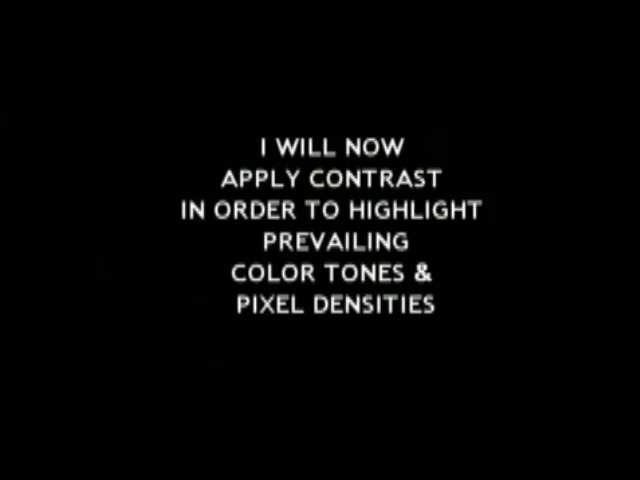 I WILL NOW
APPLY CONTRAST
IN ORDER TO HIGHLIGHT
PREVAILING
COLOR TONES &
PIXEL DENSITIES